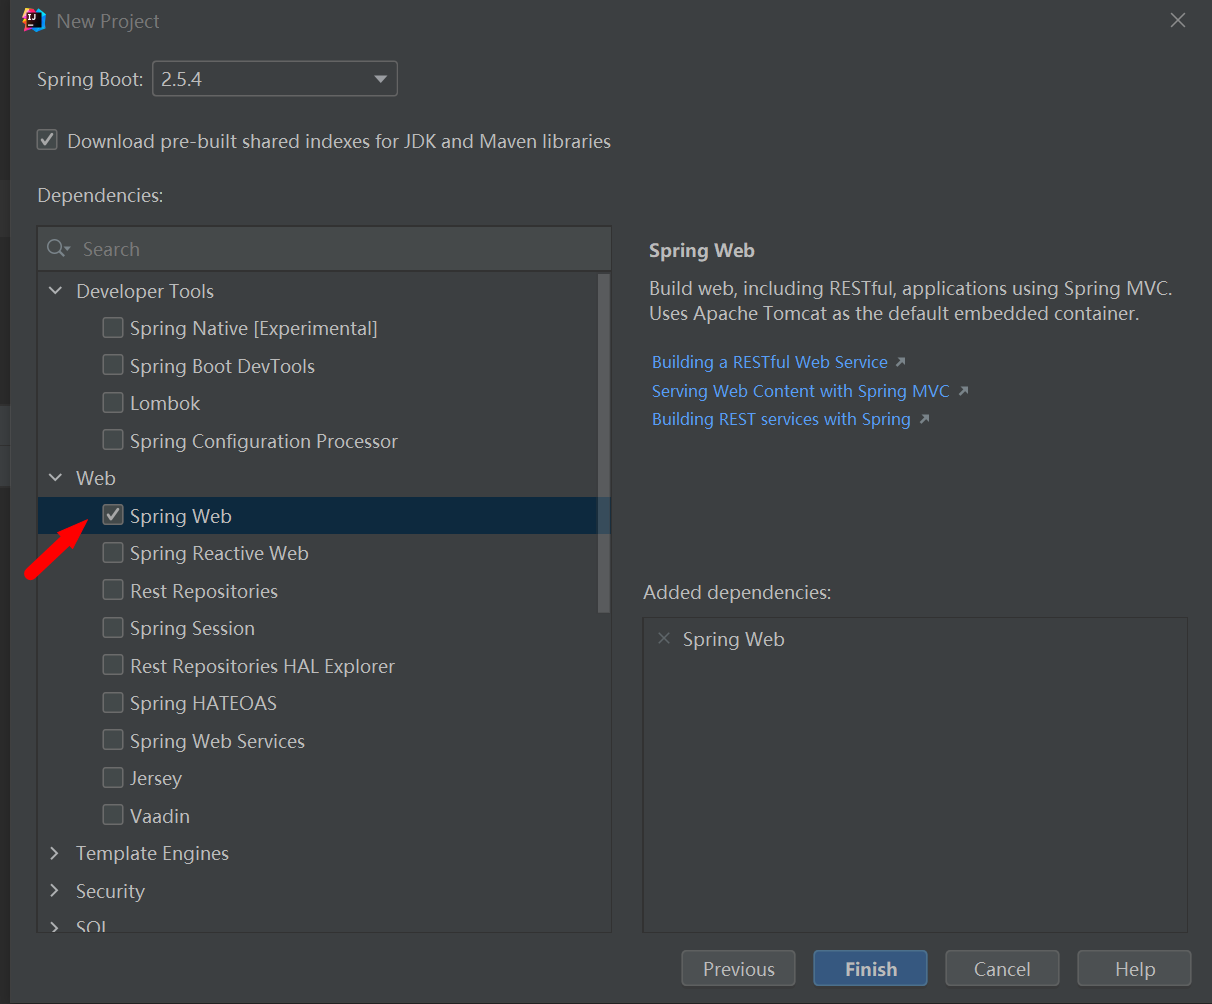 New Project
Spring Boot: 2.5.4
Download pre-built shared indexes for JDK and Maven libraries
Dependencies:
Search
Developer Tools
Spring Native [Experimental]
Spring Boot DevTools
Lombok
Spring Configuration Processor
Web
Spring Web
Spring Reactive Web
Rest Repositories
Spring Session
Rest Repositories HAL Explorer
Spring HATEOAS
Spring Web Services
Jersey
Vaadin
Template Engines
Security
SQL
Spring Web
Build web, including RESTful, applications using Spring MVC.
Uses Apache Tomcat as the default embedded container.
Building a RESTful Web Service
Serving Web Content with Spring MVC
Building REST services with Spring
Added dependencies:
Spring Web
Previous
Finish
Cancel
Help